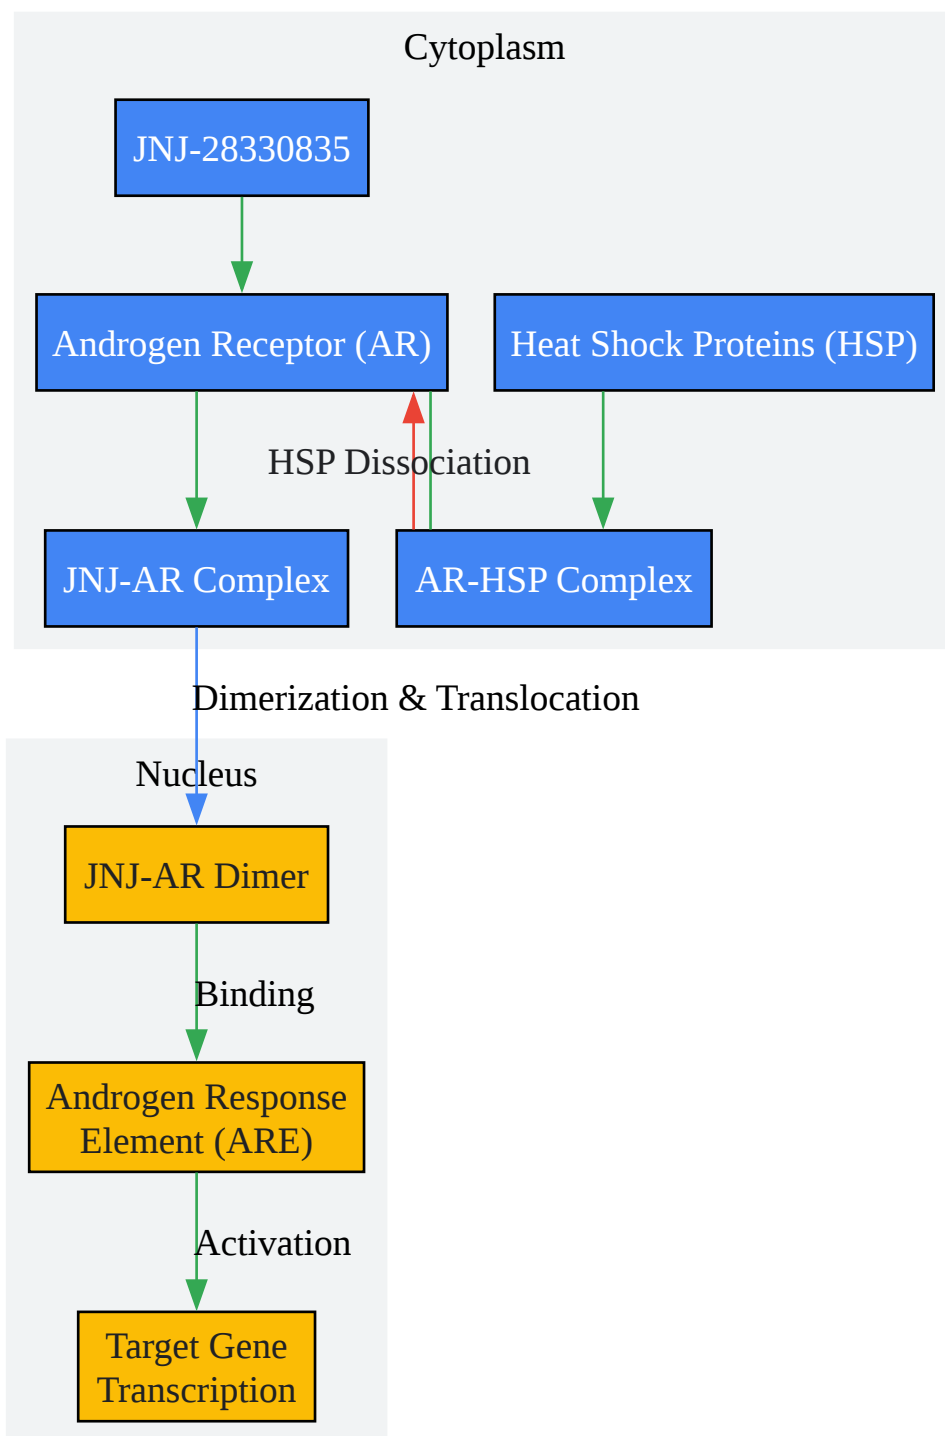 Cytoplasm
JNJ-28330835
Androgen Receptor (AR)
Heat Shock Proteins (HSP)
HSP Dissociation
JNJ-AR Complex
AR-HSP Complex
Dimerization & Translocation
Nucleus
JNJ-AR Dimer
Binding
Androgen Response
Element (ARE)
Activation
Target Gene
Transcription